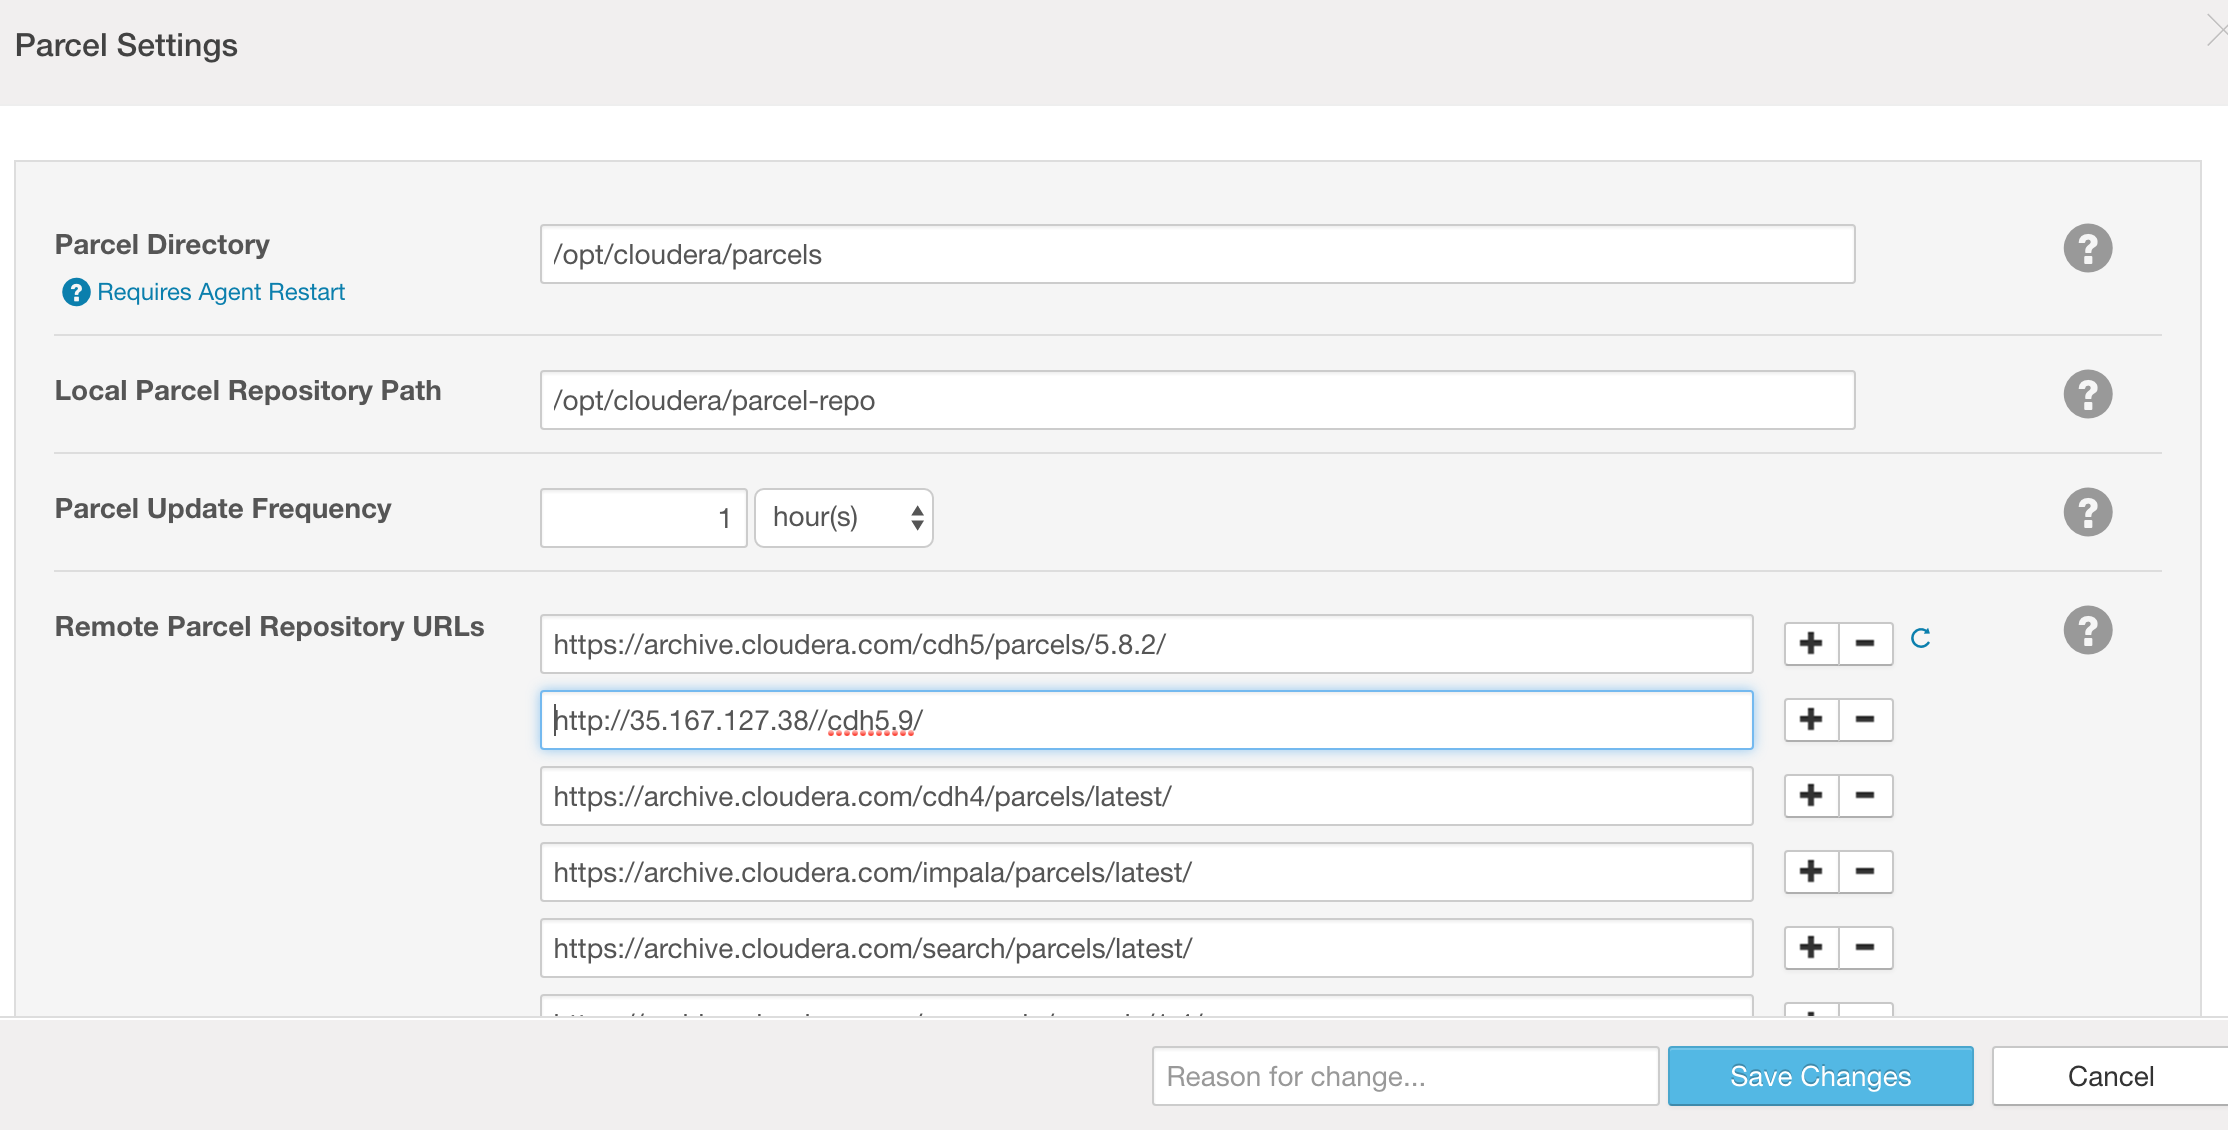 Parcel Settings
Parcel Directory
/opt/cloudera/parcels
Requires Agent Restart
Local Parcel Repository Path
/opt/cloudera/parcel-repo
Parcel Update Frequency
1
hour(s)
Remote Parcel Repository URLs
https://archive.cloudera.com/cdh5/parcels/5.8.2/
http://35.167.127.38//cdh5.9/
https://archive.cloudera.com/cdh4/parcels/latest/
https://archive.cloudera.com/impala/parcels/latest/
https://archive.cloudera.com/search/parcels/latest/
Reason for change...
Save Changes
Cancel